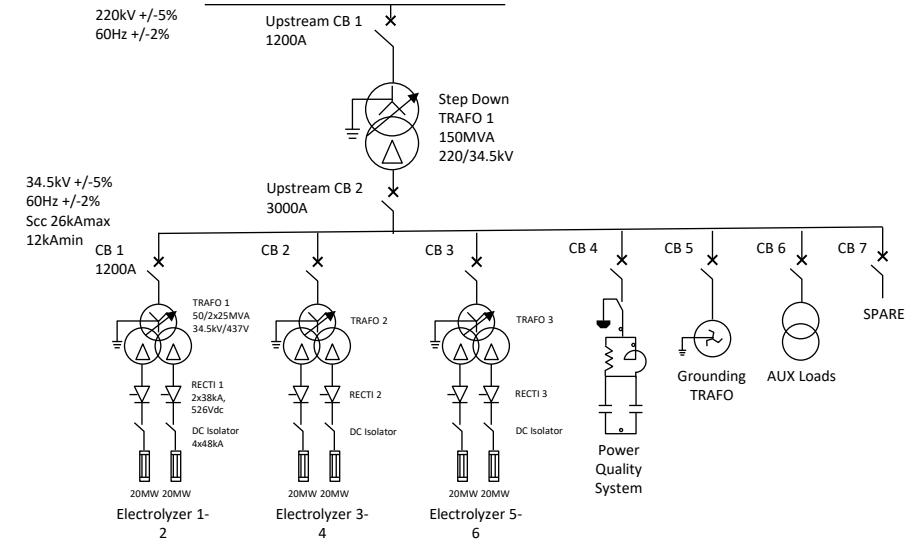 220kV +/-5%
60Hz +/-2%
Upstream CB 1
1200A
Step Down
TRAFO 1
150MVA
220/34.5kV
34.5kV +/-5%
60Hz +/-2%
Scc 26kAmax
12kAmin
Upstream CB 2
3000A
CB 1
1200A
CB 2
CB 3
CB 4
CB 5
CB 6
CB 7
SPARE
TRAFO 1
50/2x25MVA
34.5kV/437V
TRAFO 2
TRAFO 3
RECTI 1
2x38kA,
526Vdc
RECTI 2
RECTI 3
DC Isolator
4x48kA
DC Isolator
DC Isolator
Grounding
TRAFO
AUX Loads
Power
Quality
System
20MW 20MW
20MW 20MW
20MW 20MW
Electrolyzer 1-
2
Electrolyzer 3-
4
Electrolyzer 5-
6